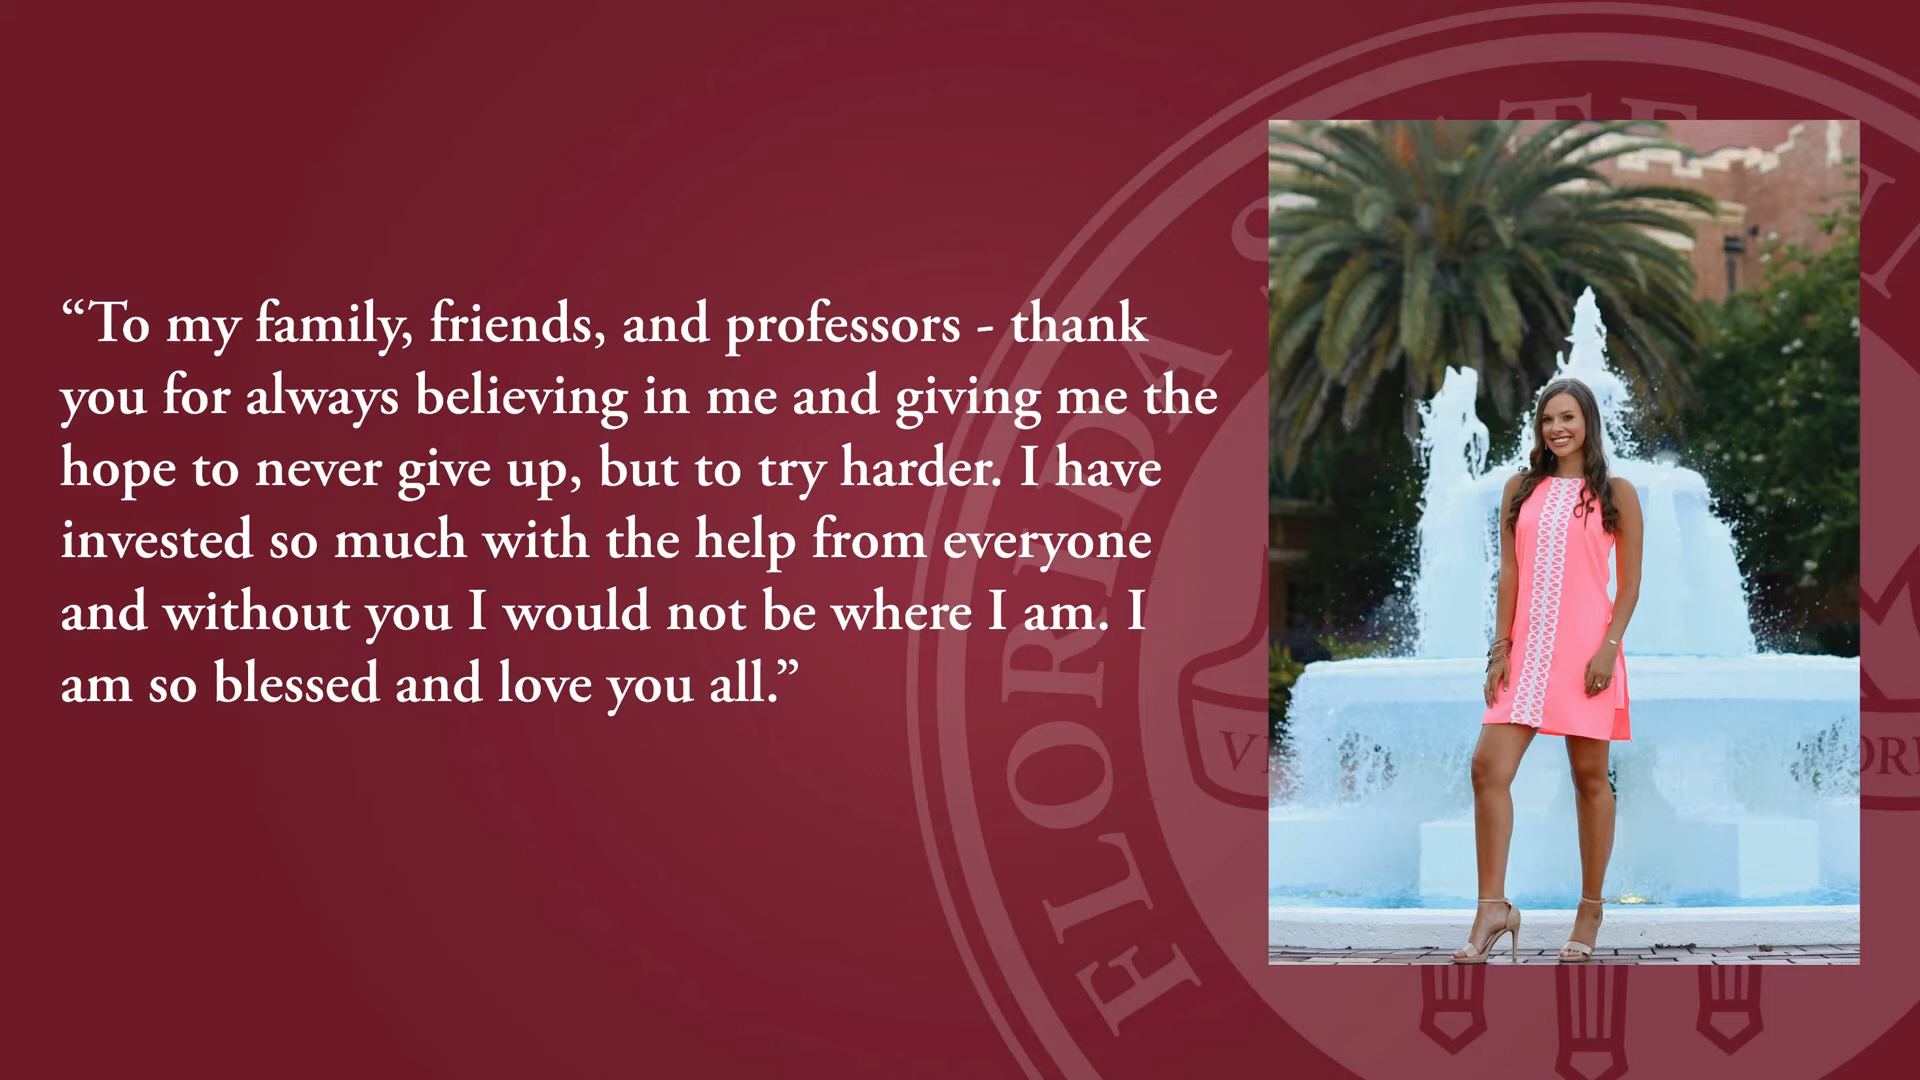 “To my family, friends, and professors - thank
you for always believing in me and giving me the
hope to never give up, but to try harder. I have
invested so much with the help from everyone
and without you I would not be where I am. I
am so blessed and love you all.”
FLORIDA STATE